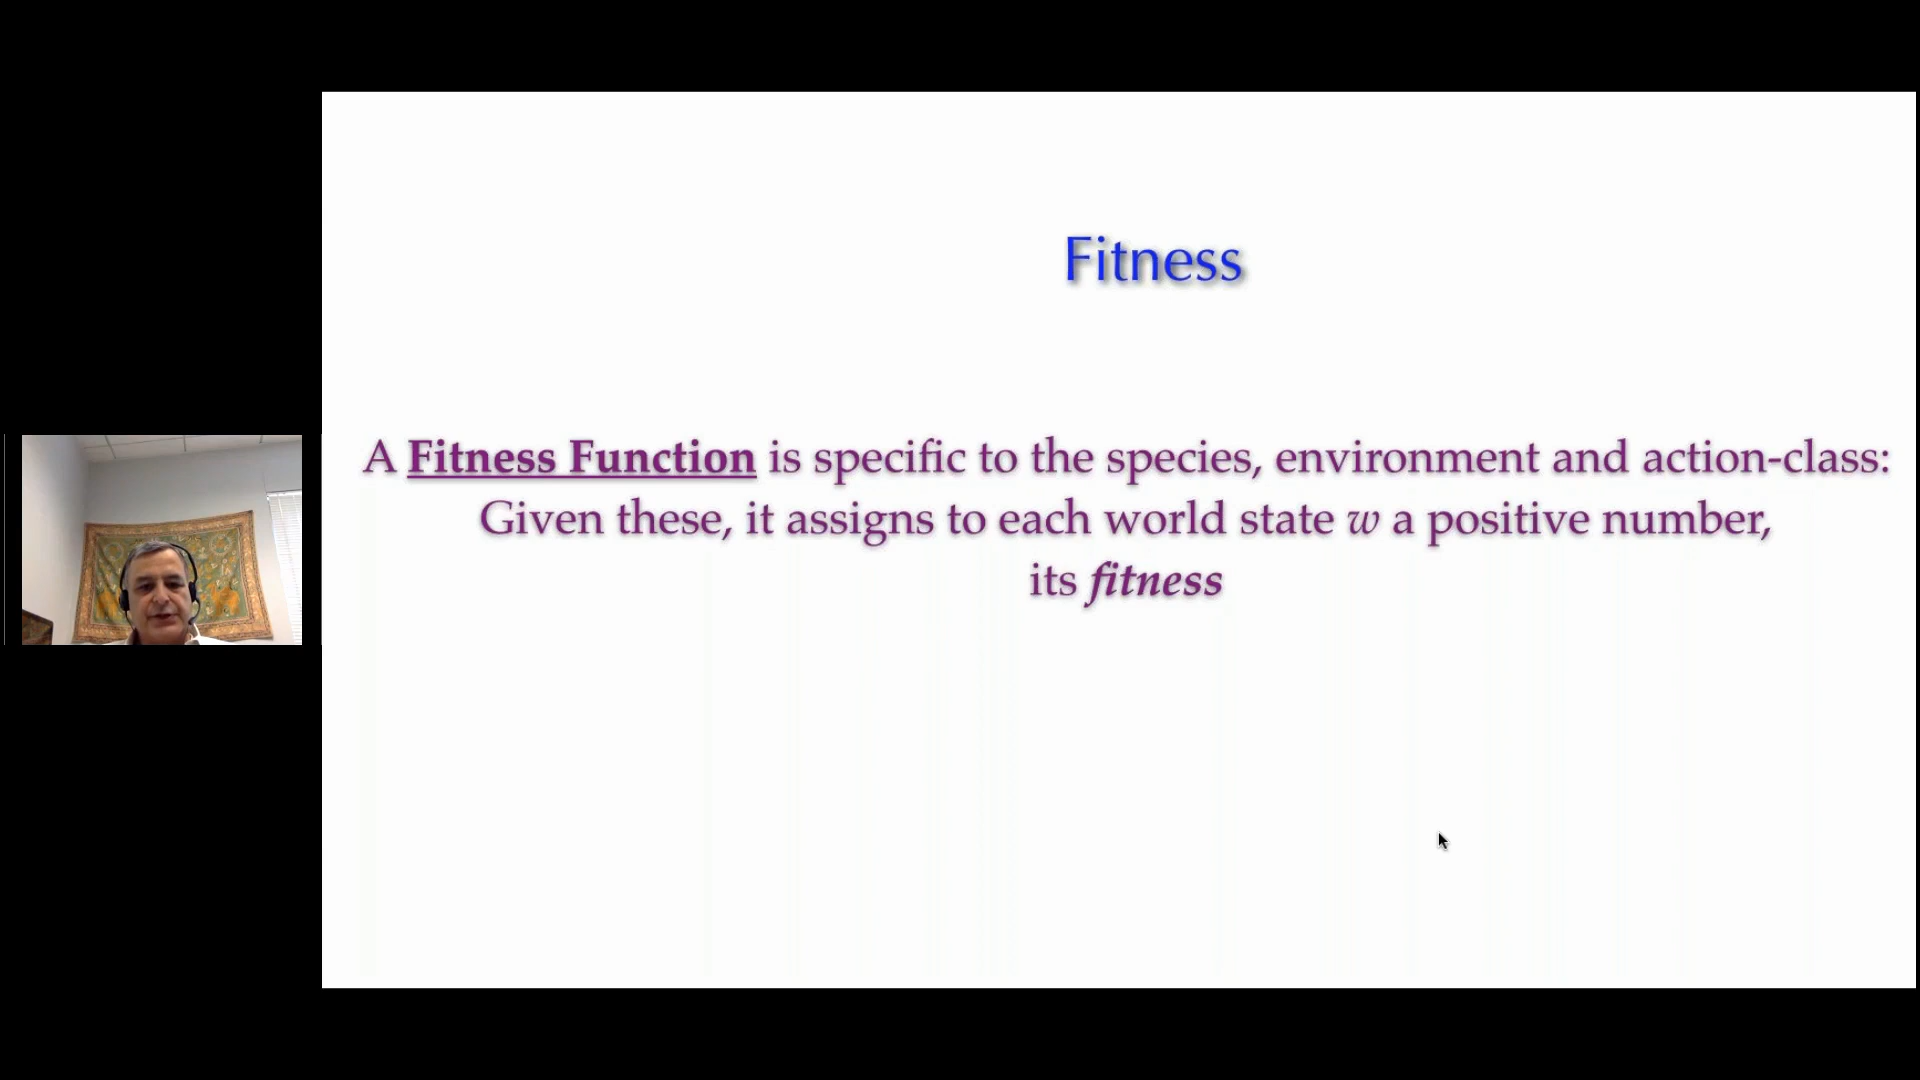 Fitness
A Fitness Function is specific to the species, environment and action-class:
Given these, it assigns to each world state w a positive number,
its fitness